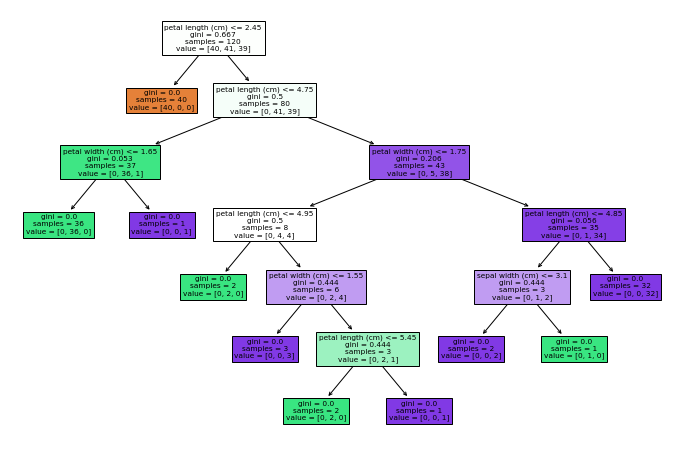 petal length (cm) <= 2.45
gini = 0.667
samples = 120
value = [40, 41, 39]
gini = 0.0
samples = 40
value = [40, 0, 0]
petal length (cm) <= 4.75
gini = 0.5
samples = 80
value = [0, 41, 39]
petal width (cm) <= 1.65
gini = 0.053
samples = 37
value = [0, 36, 1]
petal width (cm) <= 1.75
gini = 0.206
samples = 43
value = [0, 5, 38]
gini = 0.0
samples = 36
value = [0, 36, 0]
gini = 0.0
samples = 1
value = [0, 0, 1]
petal length (cm) <= 4.95
gini = 0.5
samples = 8
value = [0, 4, 4]
petal length (cm) <= 4.85
gini = 0.056
samples = 35
value = [0, 1, 34]
gini = 0.0
samples = 2
value = [0, 2, 0]
petal width (cm) <= 1.55
gini = 0.444
samples = 6
value = [0, 2, 4]
sepal width (cm) <= 3.1
gini = 0.444
samples = 3
value = [0, 1, 2]
gini = 0.0
samples = 32
value = [0, 0, 32]
gini = 0.0
samples = 3
value = [0, 0, 3]
petal length (cm) <= 5.45
gini = 0.444
samples = 3
value = [0, 2, 1]
gini = 0.0
samples = 2
value = [0, 0, 2]
gini = 0.0
samples = 1
value = [0, 1, 0]
gini = 0.0
samples = 2
value = [0, 2, 0]
gini = 0.0
samples = 1
value = [0, 0, 1]